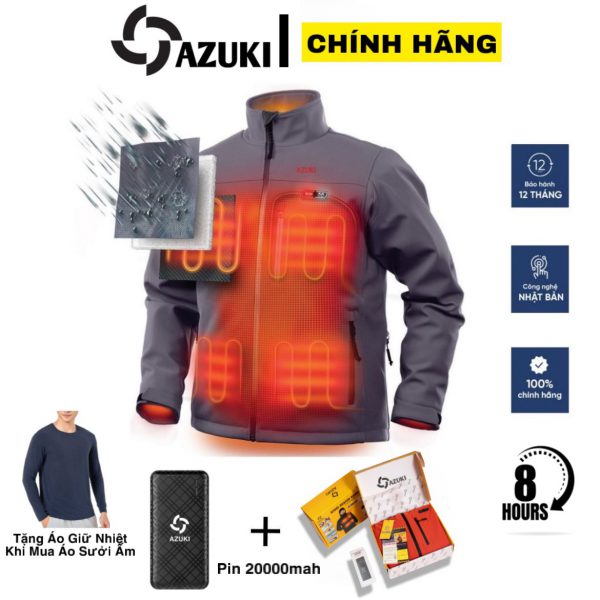 AZUKI
CHÍNH HÃNG
AZUKI
12
Bảo hành
12 THÁNG
Công nghệ
NHẬT BẢN
100%
chính hãng
8
HOURS
AZUKI
AZUKI
Tặng Áo Giữ Nhiệt
Khi Mua Áo Sưởi Ấm
+
Pin 20000mah